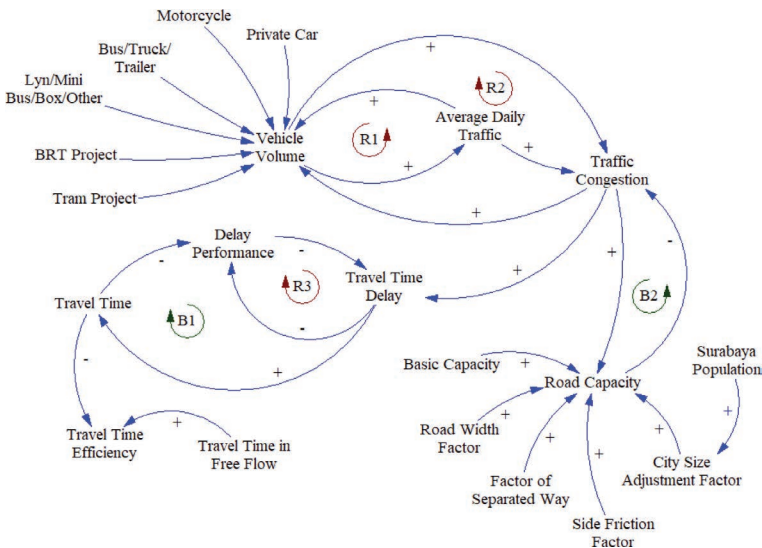 Motorcycle
Private Car
Bus/Truck/
Trailer
Lyn/Mini
Bus/Box/Other
BRT Project
Tram Project
Vehicle
Volume
+
+
R2
R1
Average Daily
Traffic
+
+
Traffic
Congestion
+
Delay
Performance
-
-
R3
Travel Time
Delay
+
+
-
B2
Travel Time
B1
-
-
+
Basic Capacity
+
Road Capacity
Surabaya
Population
Road Width
Factor
+
+
+
Travel Time
Efficiency
+
Travel Time in
Free Flow
Factor of
Separated Way
+
+
City Size
Adjustment Factor
Side Friction
Factor